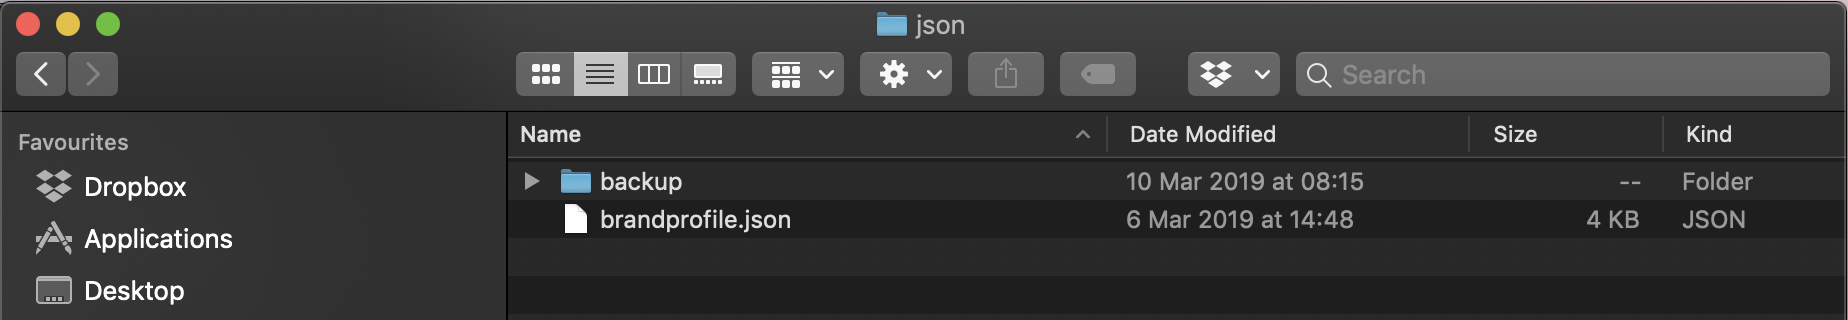 json
Search
Favourites
Dropbox
Applications
Desktop
Name Date Modified Size Kind
backup 10 Mar 2019 at 08:15 -- Folder
brandprofile.json 6 Mar 2019 at 14:48 4 KB JSON